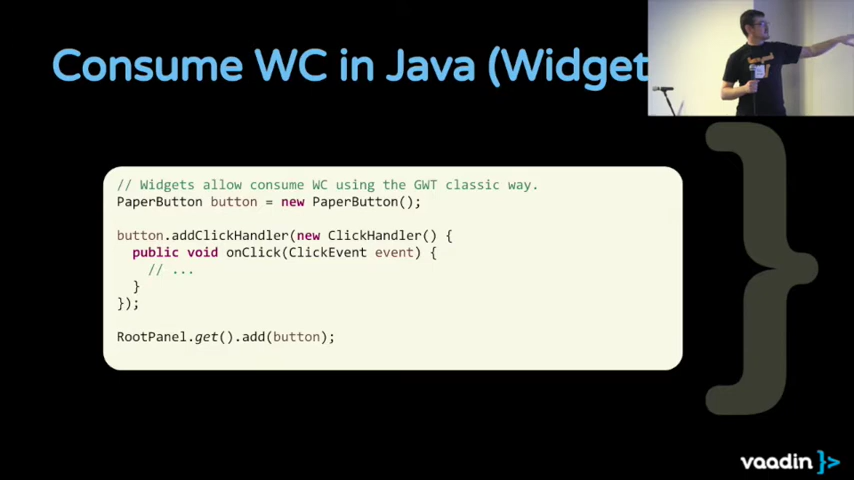 Consume WC in Java (Widget
// Widgets allow consume WC using the GWT classic way.
PaperButton button = new PaperButton();
button.addClickHandler(new ClickHandler() {
public void onClick(ClickEvent event) {
// ...
}
});
RootPanel.get().add(button);
vaadin }>